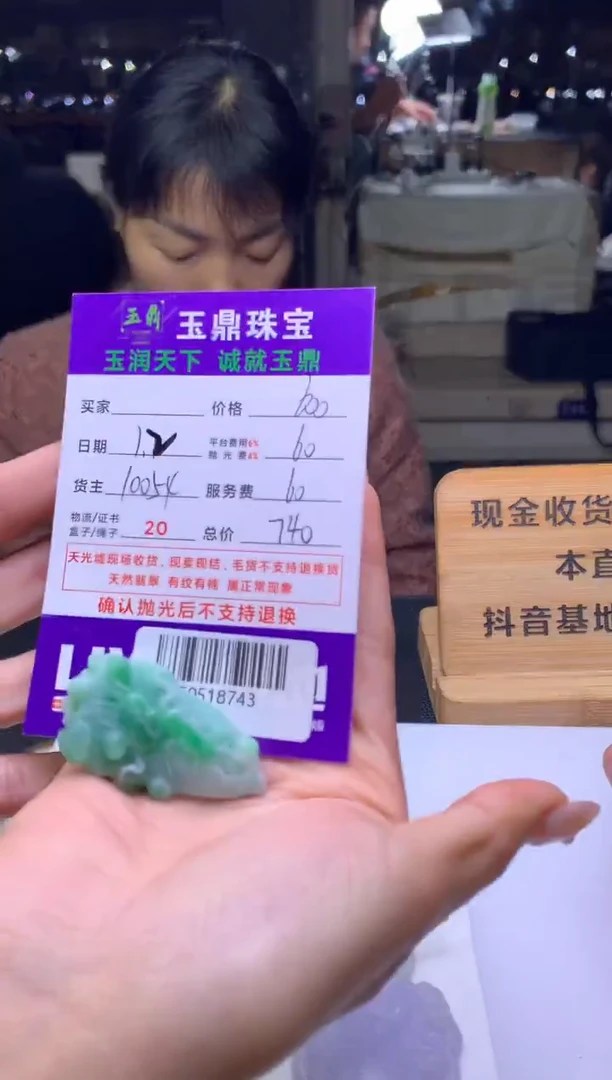 玉鼎 玉鼎珠宝
玉润天下 诚就玉鼎
买家 价格 600
日期 1.2 平台费用6% 抛光费4% 60
货主 10054 服务费 60
物流/证书 盒子/绳子 20 总价 740
天光墟现场收货、现卖现结、毛货不支持退换货
天然翡翠 有纹有棉 属正常现象
确认抛光后不支持退换
0518743
现金收货
本直
抖音基地